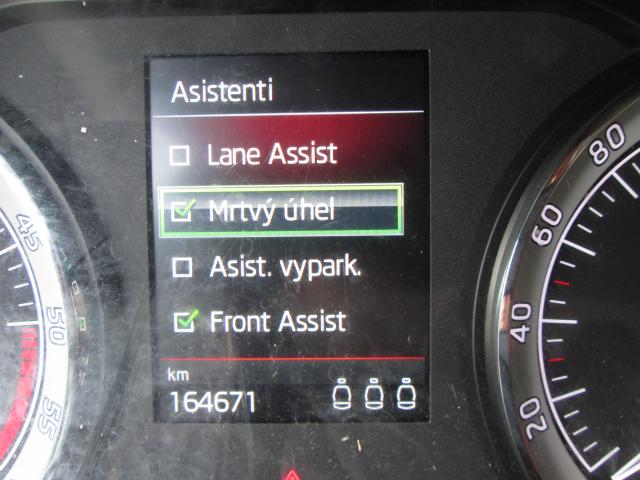 Asistenti
Lane Assist
Mrtvý úhel
Asist. vypark.
Front Assist
km
164671
45
50
55
80
60
40
20